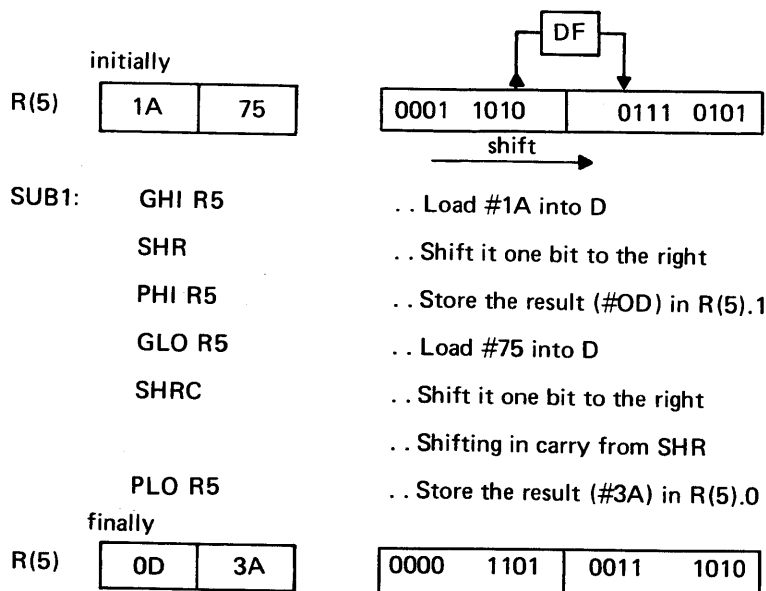 DF
initially
R(5) 1A 75 0001 1010 0111 0101
shift
SUB1: GHI R5 . . Load #1A into D
SHR . . Shift it one bit to the right
PHI R5 . . Store the result (#OD) in R(5).1
GLO R5 . . Load #75 into D
SHRC . . Shift it one bit to the right
. . Shifting in carry from SHR
PLO R5 . . Store the result (#3A) in R(5).0
finally
R(5) 0D 3A 0000 1101 0011 1010